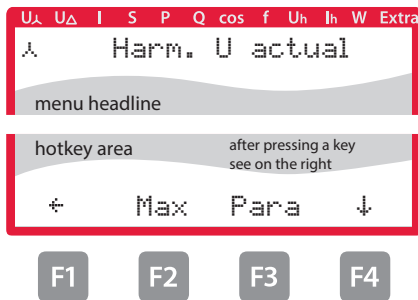 U⅄ U△ I S P Q cos f Uh Ih W Extra
⅄ Harm. U actual
menu headline
hotkey area
after pressing a key
see on the right
← Max Para ↓
F1 F2 F3 F4